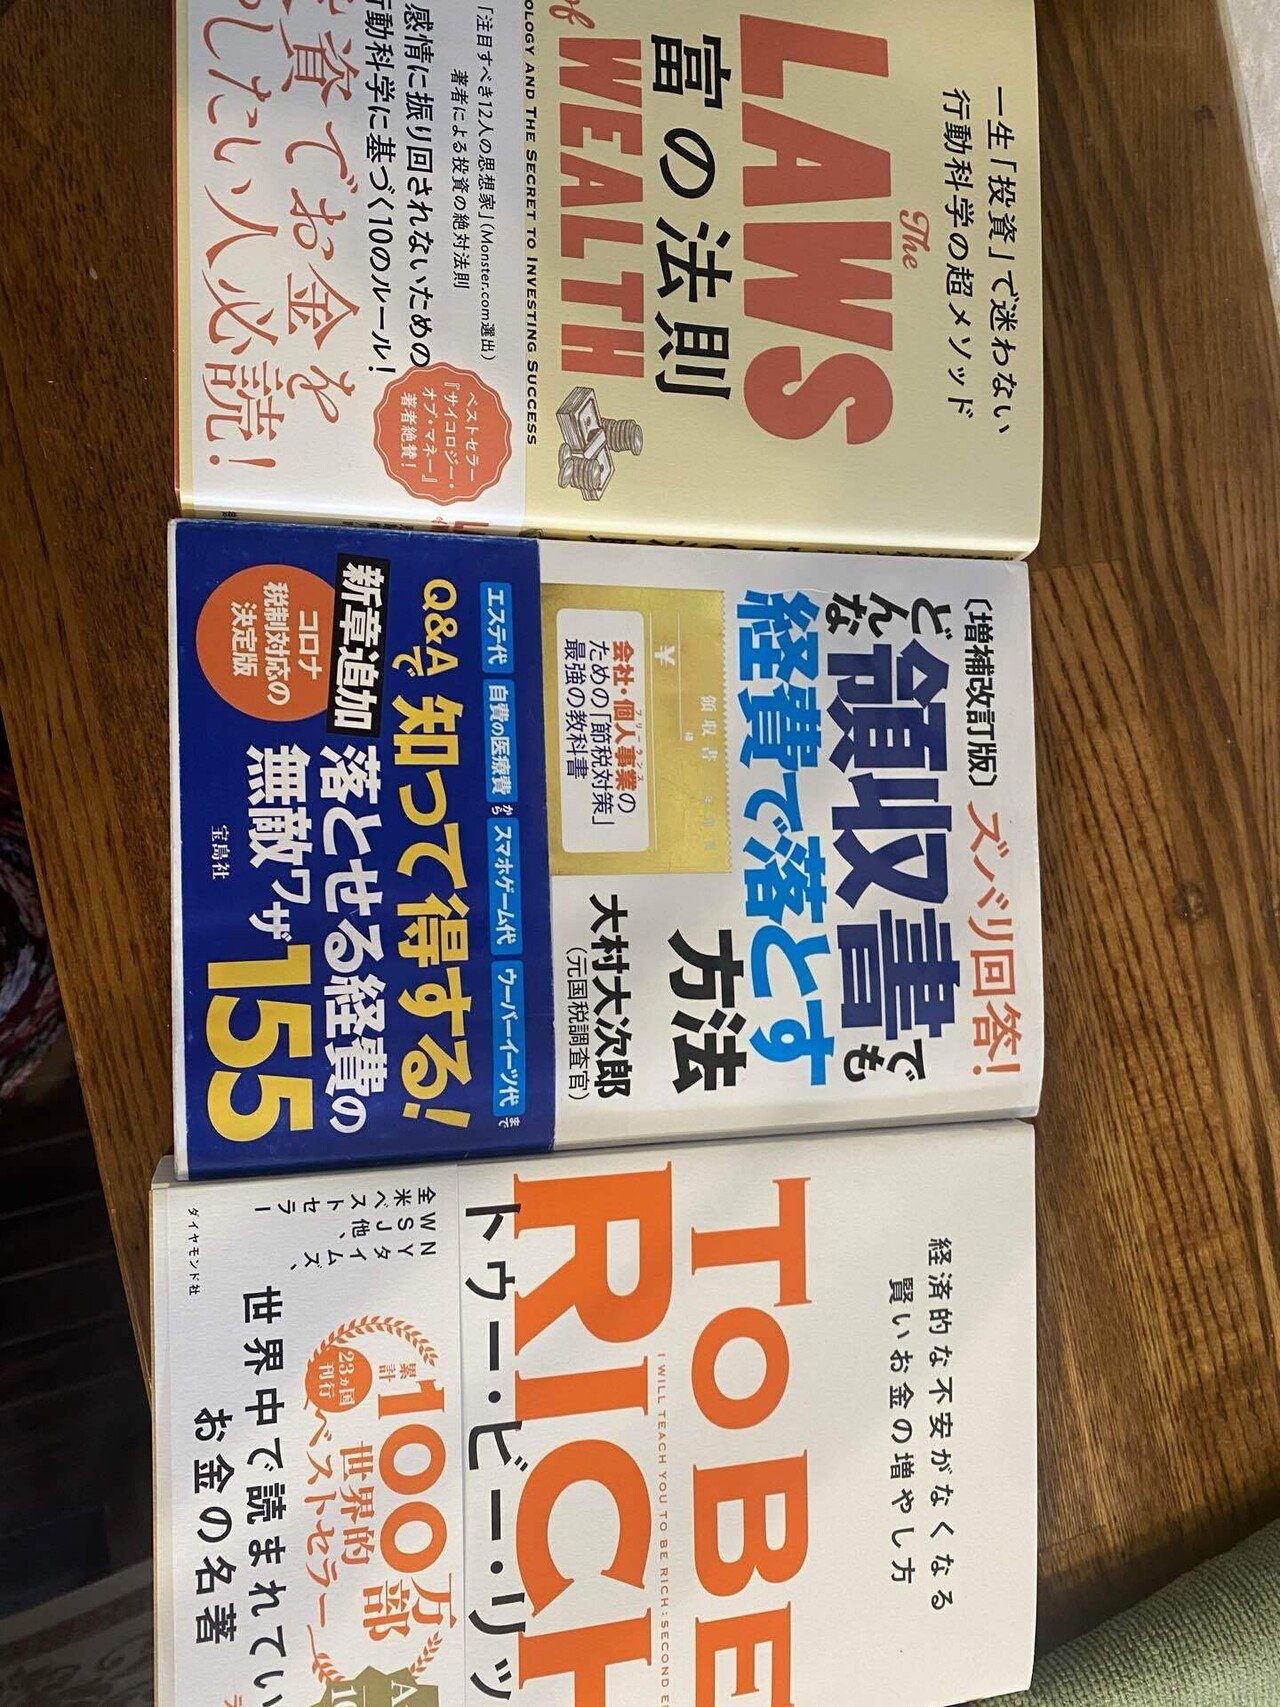 一生「投資」で迷わない
行動科学の超メソッド
The
LAWS
富の法則
of WEALTH
OLOGY AND THE SECRET TO INVESTING SUCCESS
「注目すべき12人の思想家」(Monster.com選出)
著者による投資の絶対法則
感情に振り回されないための
行動科学に基づく10のルール!
資でお金を
したい人必読!
ベストセラー
『サイコロジー・
オブ・マネー』
著者絶賛!
〔増補改訂版〕 ズバリ回答!
どんな領収書でも
経費で落とす
方法
領収書
様
¥
会社・個人事業の
フリーランス
ための「節税対策」
最強の教科書
大村大次郎
(元国税調査官)
エステ代 自費の医療費 から スマホゲーム代 ウーバーイーツ代 まで
Q&Aで知って得する!
新章追加
落とせる経費の
無敵ワザ155
コロナ
税制対応の
決定版
宝島社
経済的な不安がなくなる
賢いお金の増やし方
TO BE
I WILL TEACH YOU TO BE RICH:SECOND
RICH
トゥー・ビー・リッ
NYタイムズ、
WSJ他、
全米ベストセラー
累計
100万部
23ヵ国
刊行
世界的
ベストセラー
世界中で読まれてい
お金の名著
ダイヤモンド社